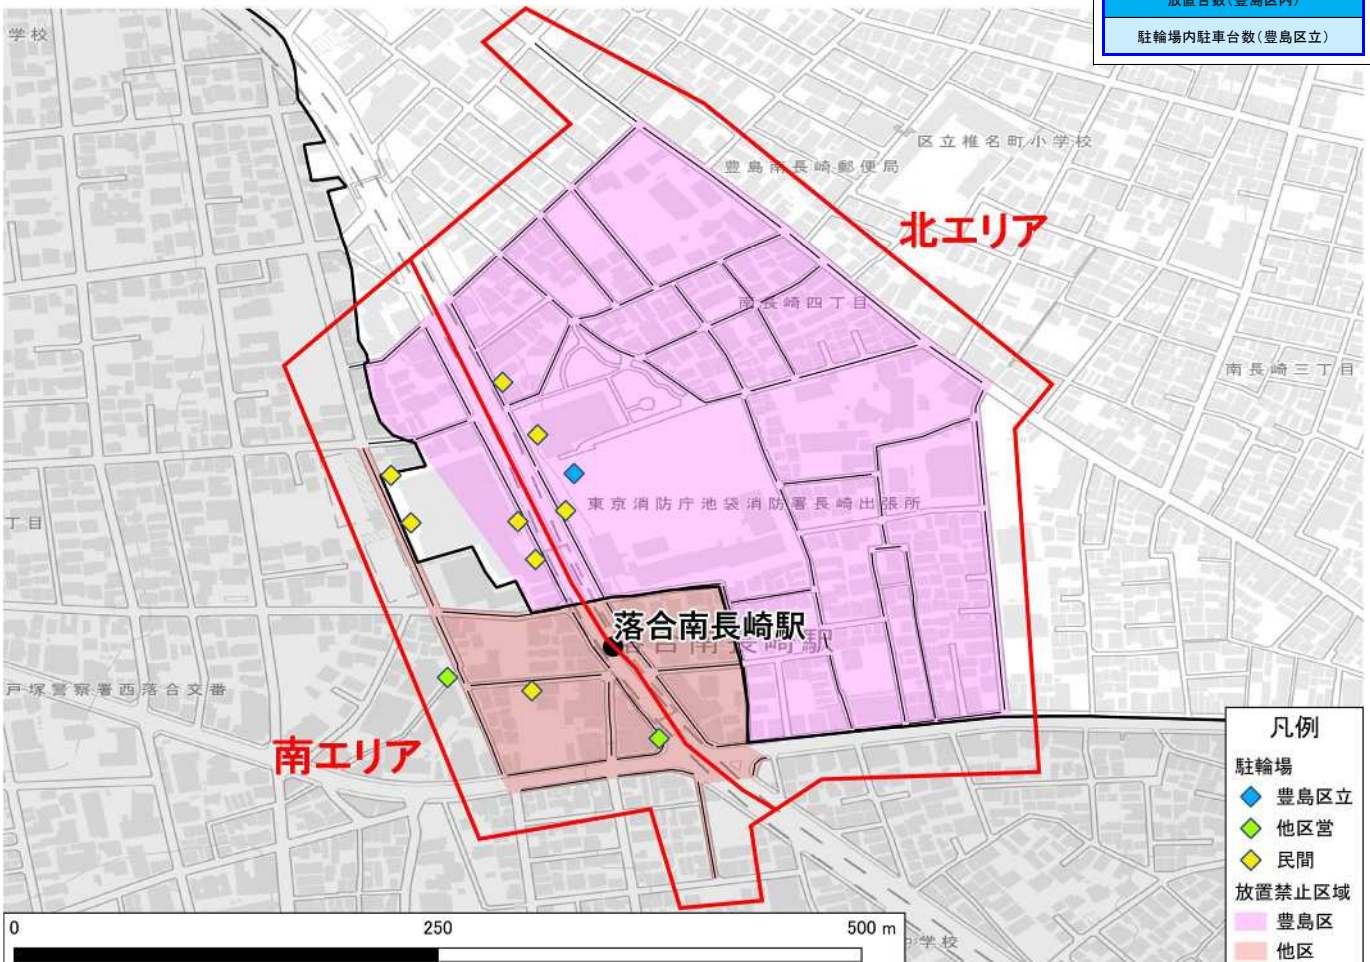 放置台数(豊島区内)
駐輪場内駐車台数(豊島区立)
学校
区立椎名町小学校
豊島南長崎郵便局
北エリア
南長崎四丁目
南長崎三丁目
東京消防庁池袋消防署長崎出張所
丁目
落合南長崎駅
落合南長崎駅
戸塚警察署西落合交番
南エリア
凡例
駐輪場
豊島区立
他区営
民間
放置禁止区域
豊島区
他区
0 250 500 m
学校